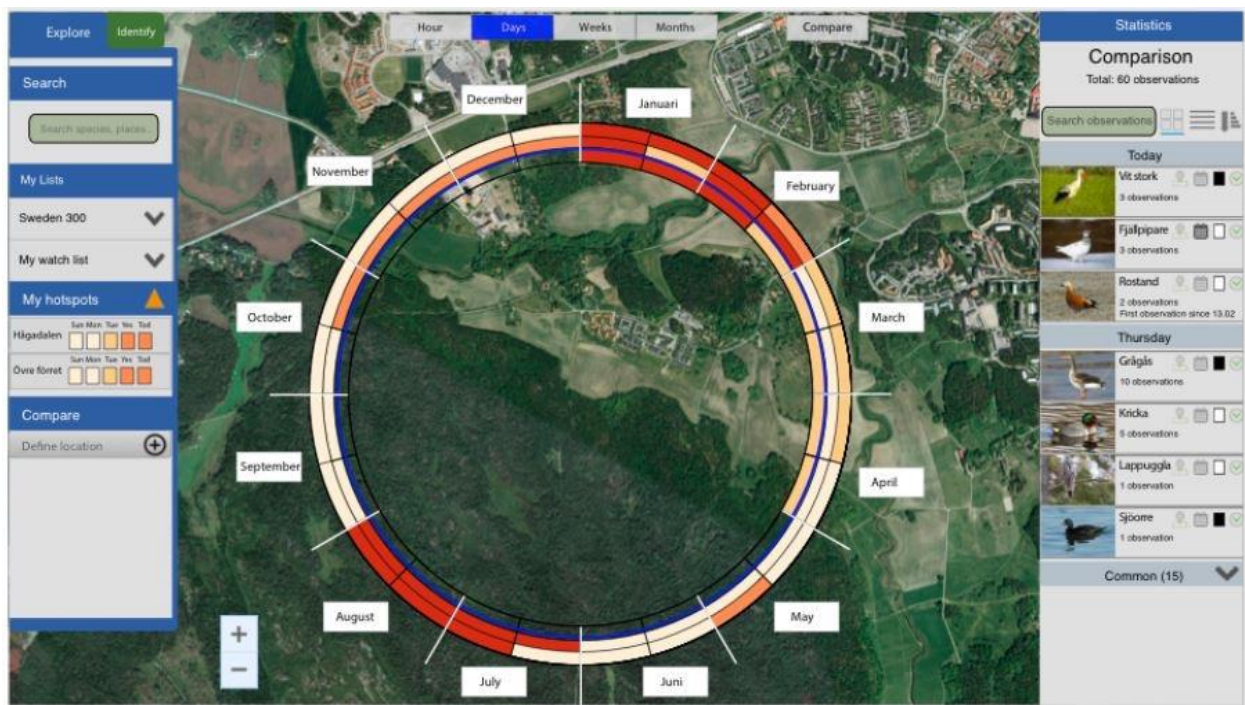 Explore
Identify
Search
Search species, places...
My Lists
Sweden 300
My watch list
My hotspots
Sun Mon Tue Yes Tod
Hågadalen
Sun Mon Tue Yes Tod
Övre förret
Compare
Define location
Hour
Days
Weeks
Months
Compare
December
Januari
November
February
October
March
September
April
August
May
July
Juni
+
−
Statistics
Comparison
Total: 60 observations
Search observations
Today
Vit stork
3 observations
Fjällpipare
3 observations
Rostand
2 observations
First observation since 13.02
Thursday
Grågås
10 observations
Kricka
5 observations
Lappuggla
1 observation
Sjöorre
1 observation
Common (15)